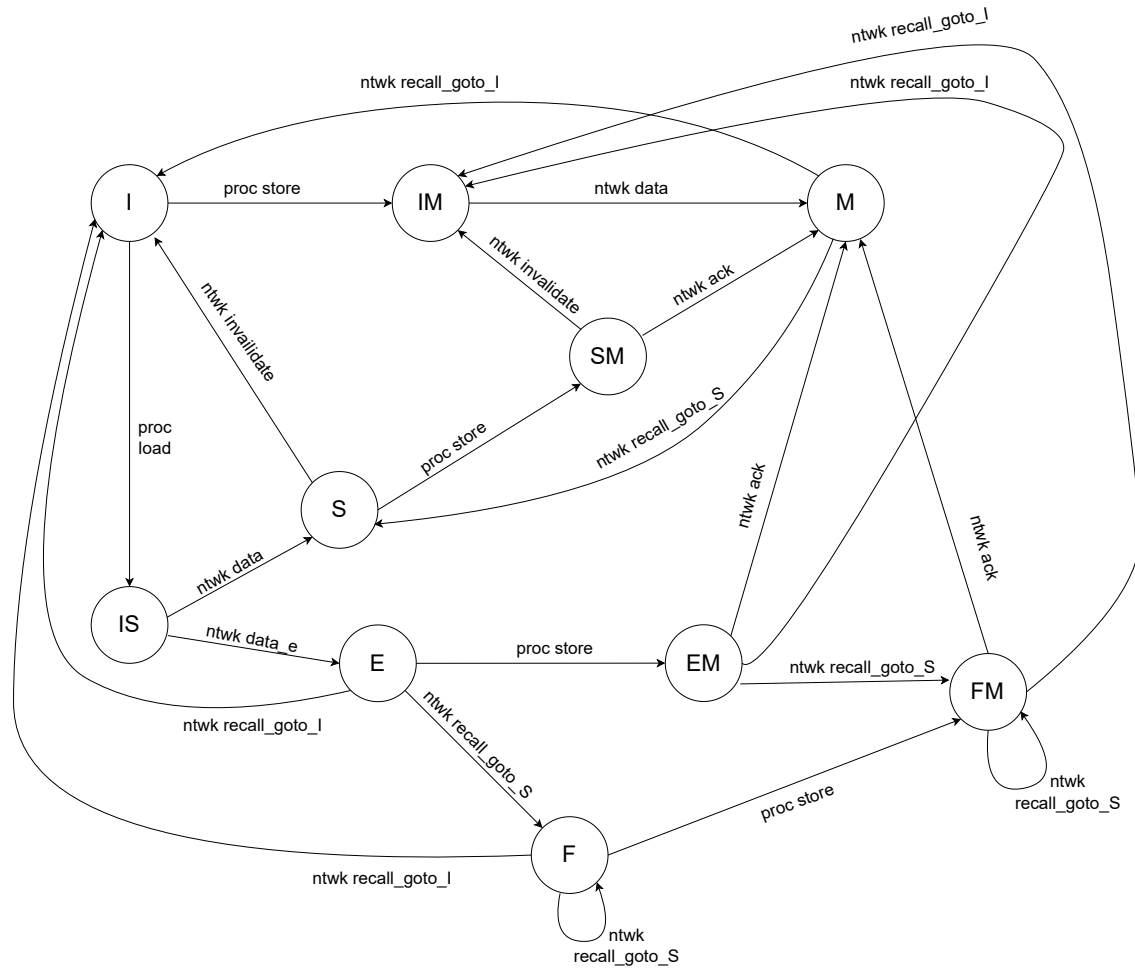 ntwk recall_goto_I
ntwk recall_goto_I
ntwk recall_goto_I
I
proc store
IM
ntwk data
M
ntwk invalidate
ntwk ack
ntwk invailidate
SM
ntwk recall_goto_S
proc
load
proc store
S
ntwk ack
ntwk ack
ntwk data
IS
ntwk data_e
E
proc store
EM
ntwk recall_goto_S
FM
ntwk recall_goto_I
ntwk recall_goto_S
proc store
ntwk
recall_goto_S
F
ntwk recall_goto_I
ntwk
recall_goto_S